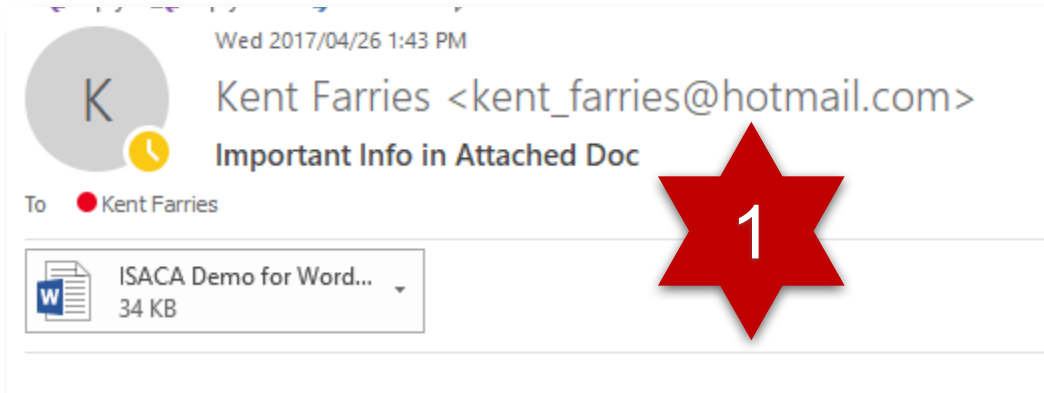 Wed 2017/04/26 1:43 PM
K
Kent Farries <kent_farries@hotmail.com>
Important Info in Attached Doc
To Kent Farries
1
W
ISACA Demo for Word...
34 KB